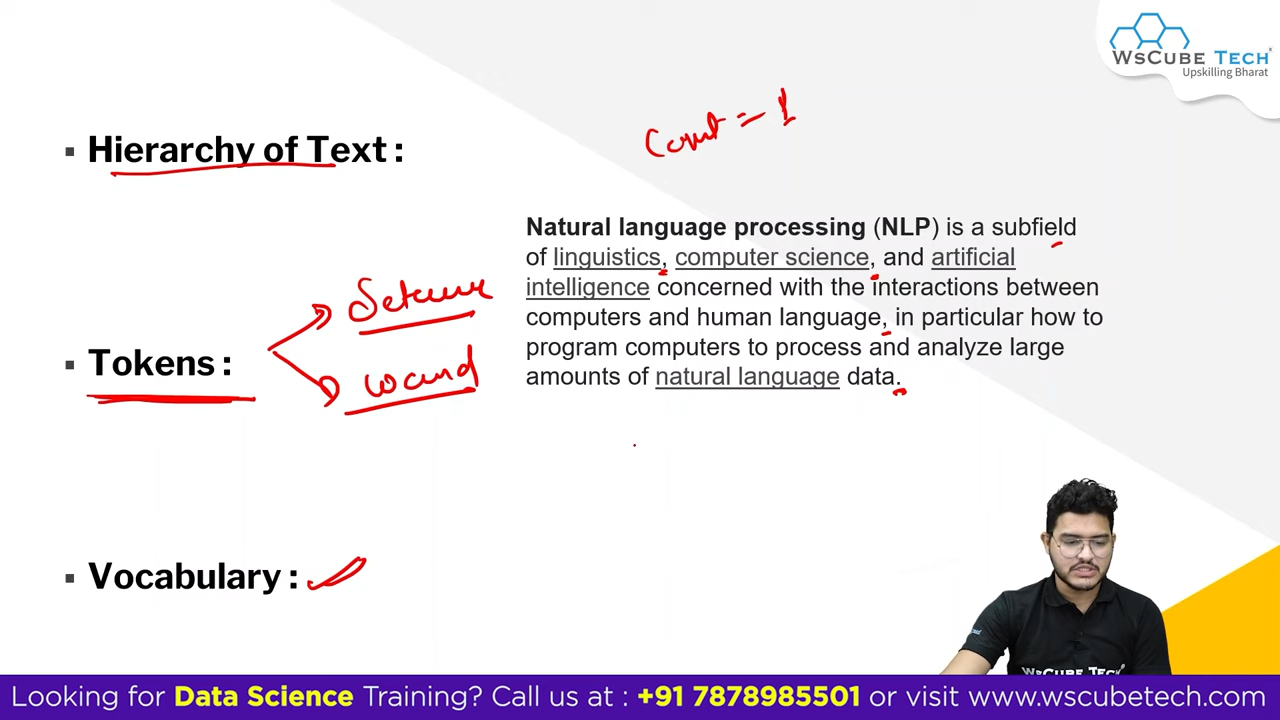 WsCube Tech
Upskilling Bharat
Count = 1
▪ Hierarchy of Text :
Natural language processing (NLP) is a subfield
of linguistics, computer science, and artificial
intelligence concerned with the interactions between
computers and human language, in particular how to
program computers to process and analyze large
amounts of natural language data.
▪ Tokens :
▪ Vocabulary :
WsCube Tech
Looking for Data Science Training? Call us at : +91 7878985501 or visit www.wscubetech.com